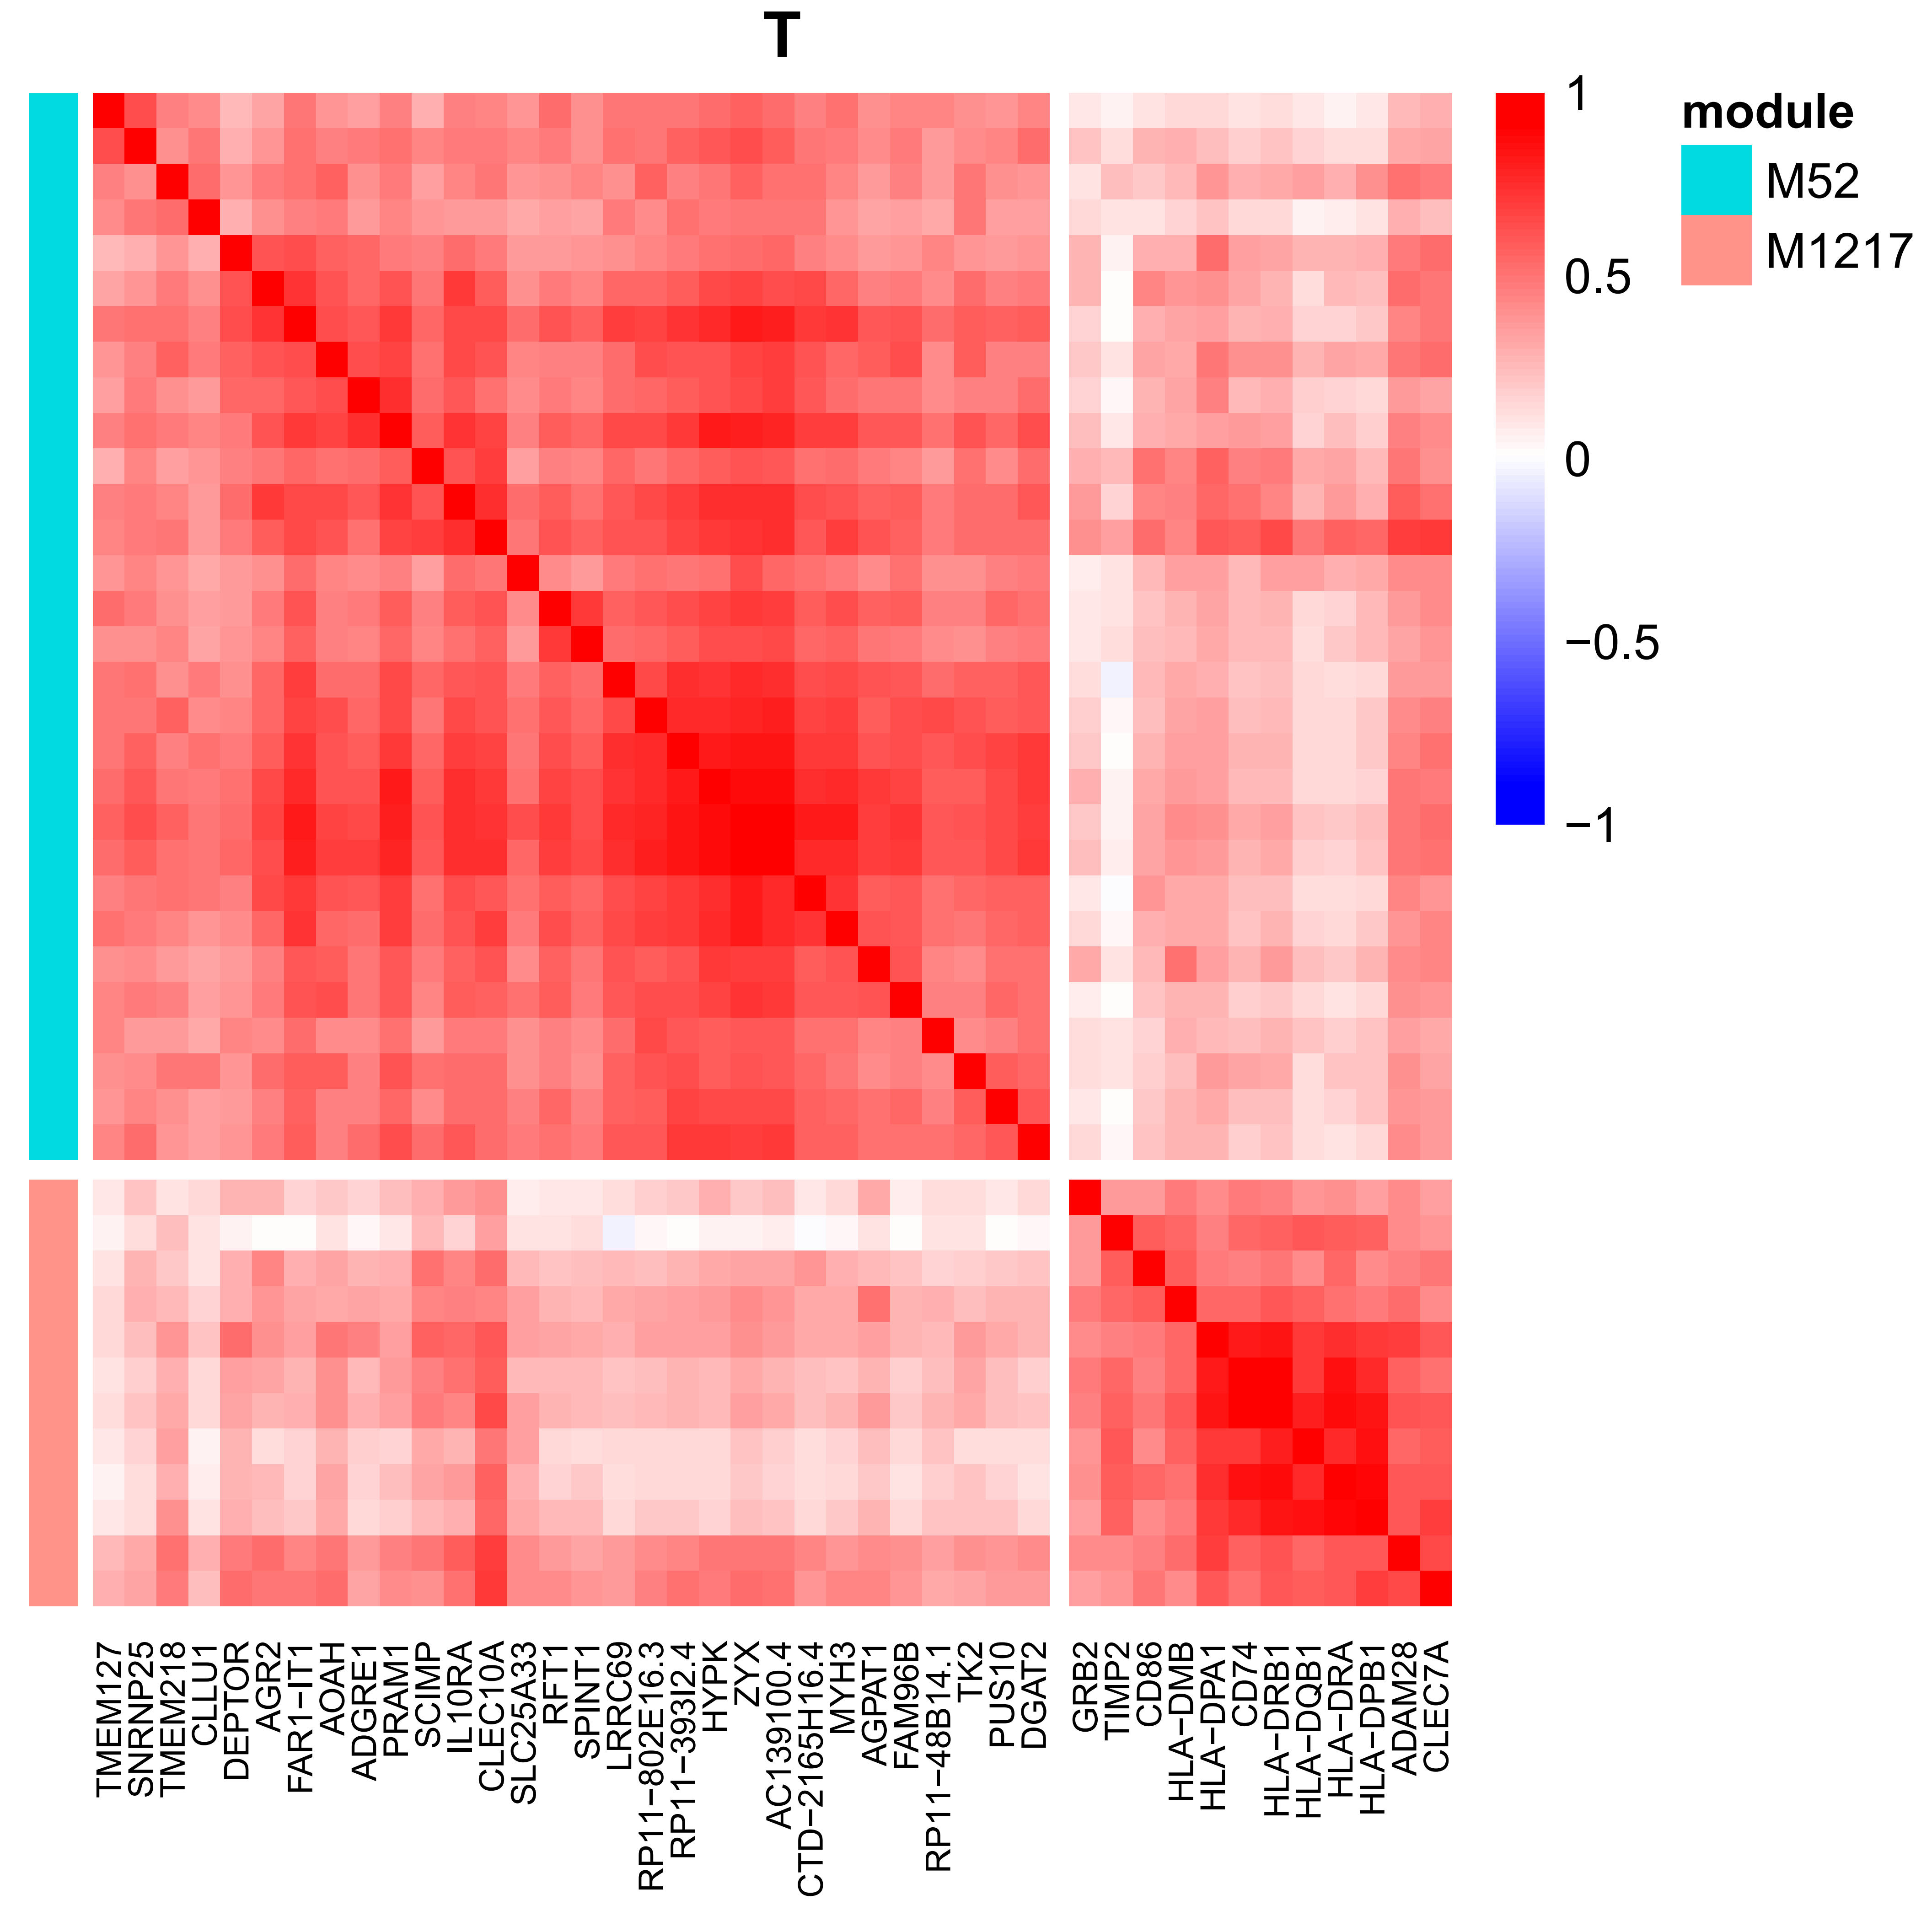 T
1
0.5
0
−0.5
−1
module
M52
M1217
TMEM127
SNRNP25
TMEM218
CLLU1
DEPTOR
AGR2
FAR1−IT1
AOAH
ADGRE1
PRAM1
SCIMP
IL10RA
CLEC10A
SLC25A33
RFT1
SPINT1
LRRC69
RP11−802E16.3
RP11−393I2.4
HYPK
ZYX
AC139100.4
CTD−2165H16.4
MYH3
AGPAT1
FAM96B
RP11−48B14.1
TK2
PUS10
DGAT2
GRB2
TIMP2
CD86
HLA−DMB
HLA−DPA1
CD74
HLA−DRB1
HLA−DQB1
HLA−DRA
HLA−DPB1
ADAM28
CLEC7A